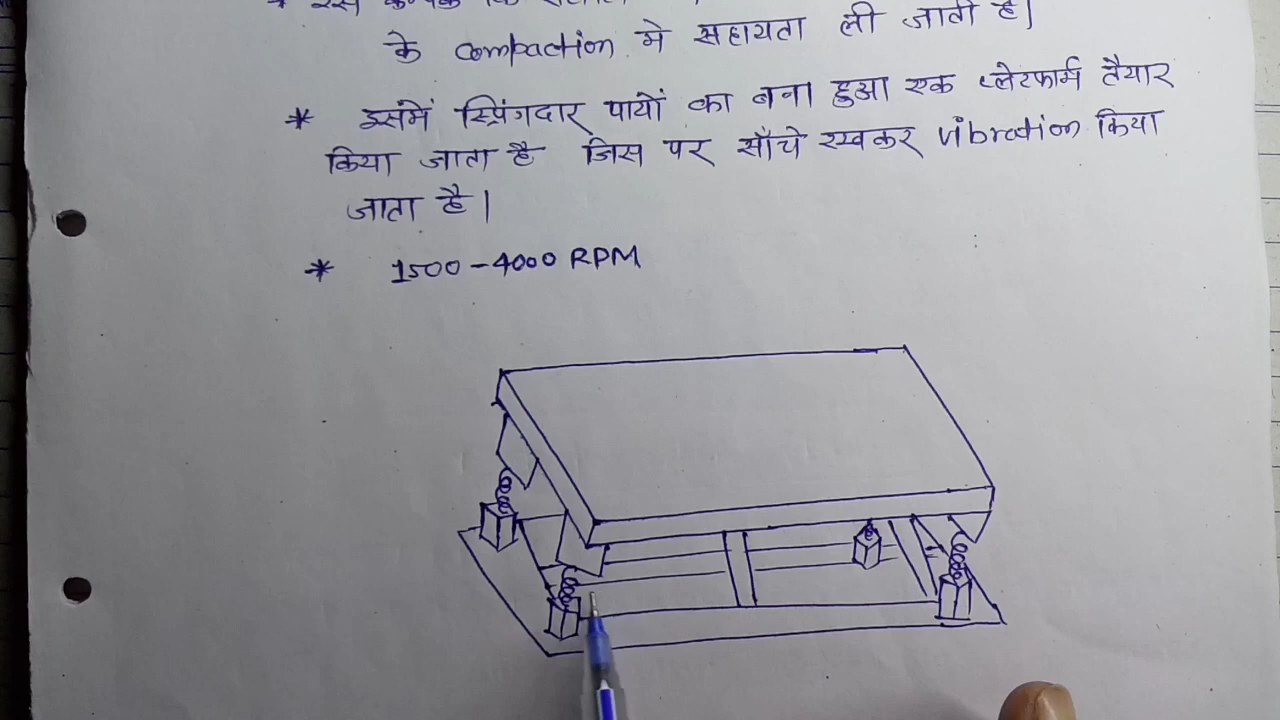 के compaction मे सहायता ली जाती है।
* इसमें स्प्रिंगदार पायों का बना हुआ एक प्लेटफार्म तैयार
किया जाता है जिस पर साँचे रखकर vibration किया
जाता है।
* 1500-4000 RPM